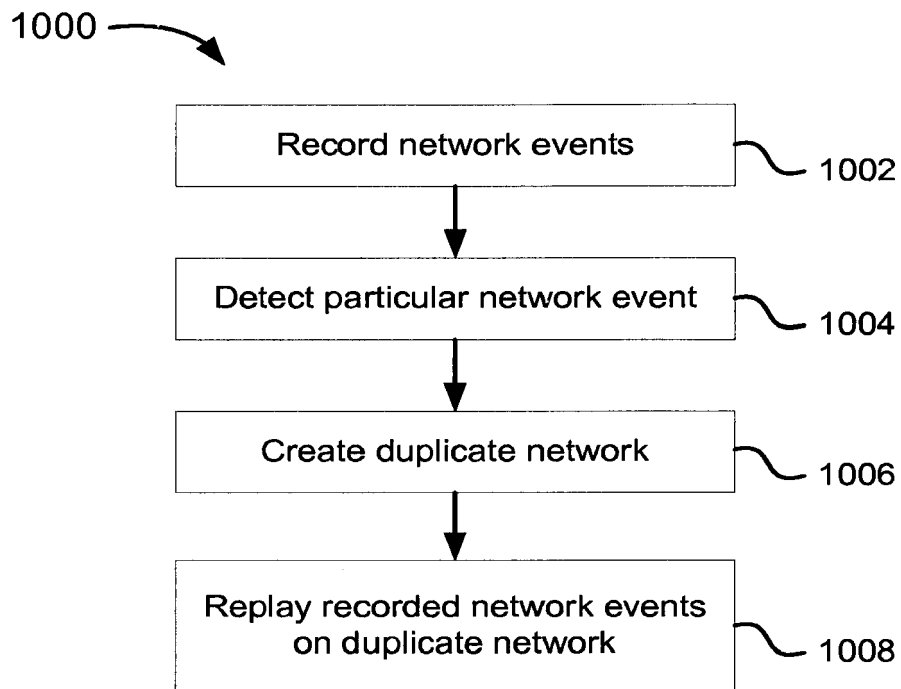 1000
Record network events
1002
Detect particular network event
1004
Create duplicate network
1006
Replay recorded network events
on duplicate network
1008